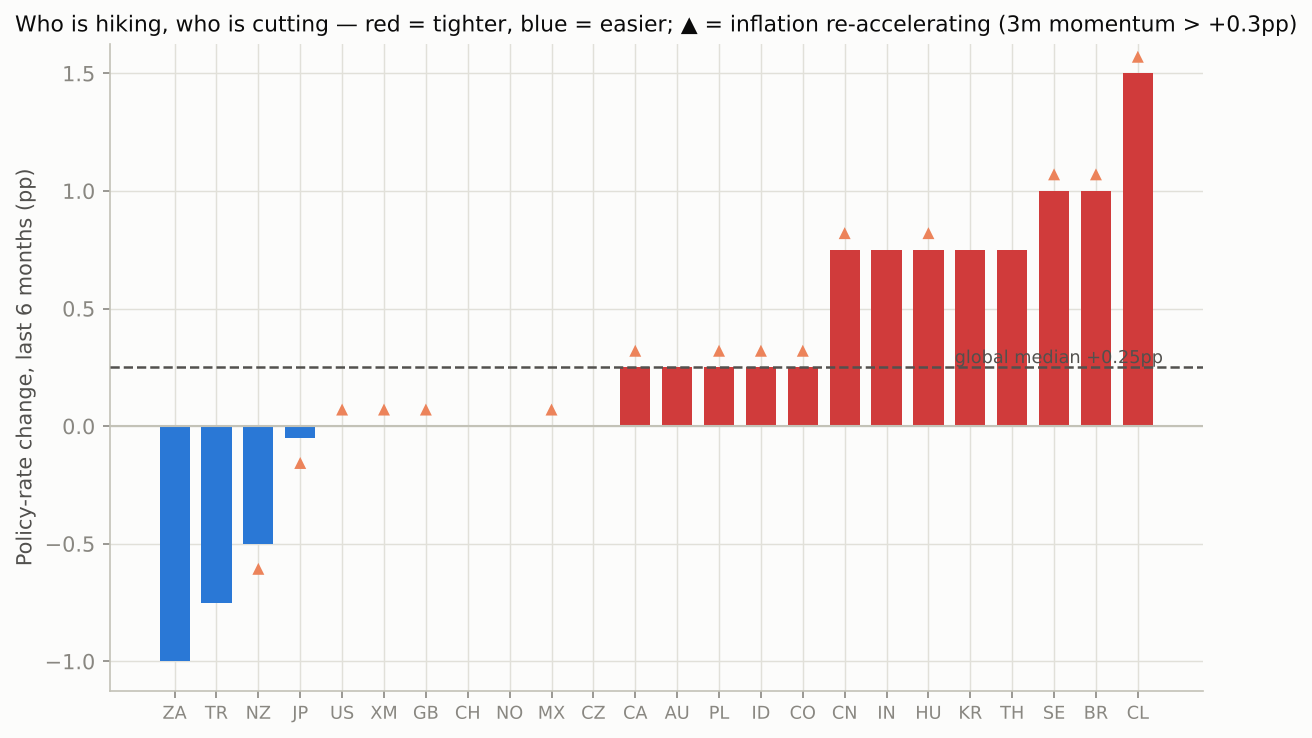 Who is hiking, who is cutting — red = tighter, blue = easier; ▲ = inflation re-accelerating (3m momentum > +0.3pp)
Policy-rate change, last 6 months (pp)
1.5
1.0
0.5
0.0
−0.5
−1.0
global median +0.25pp
ZA TR NZ JP US XM GB CH NO MX CZ CA AU PL ID CO CN IN HU KR TH SE BR CL